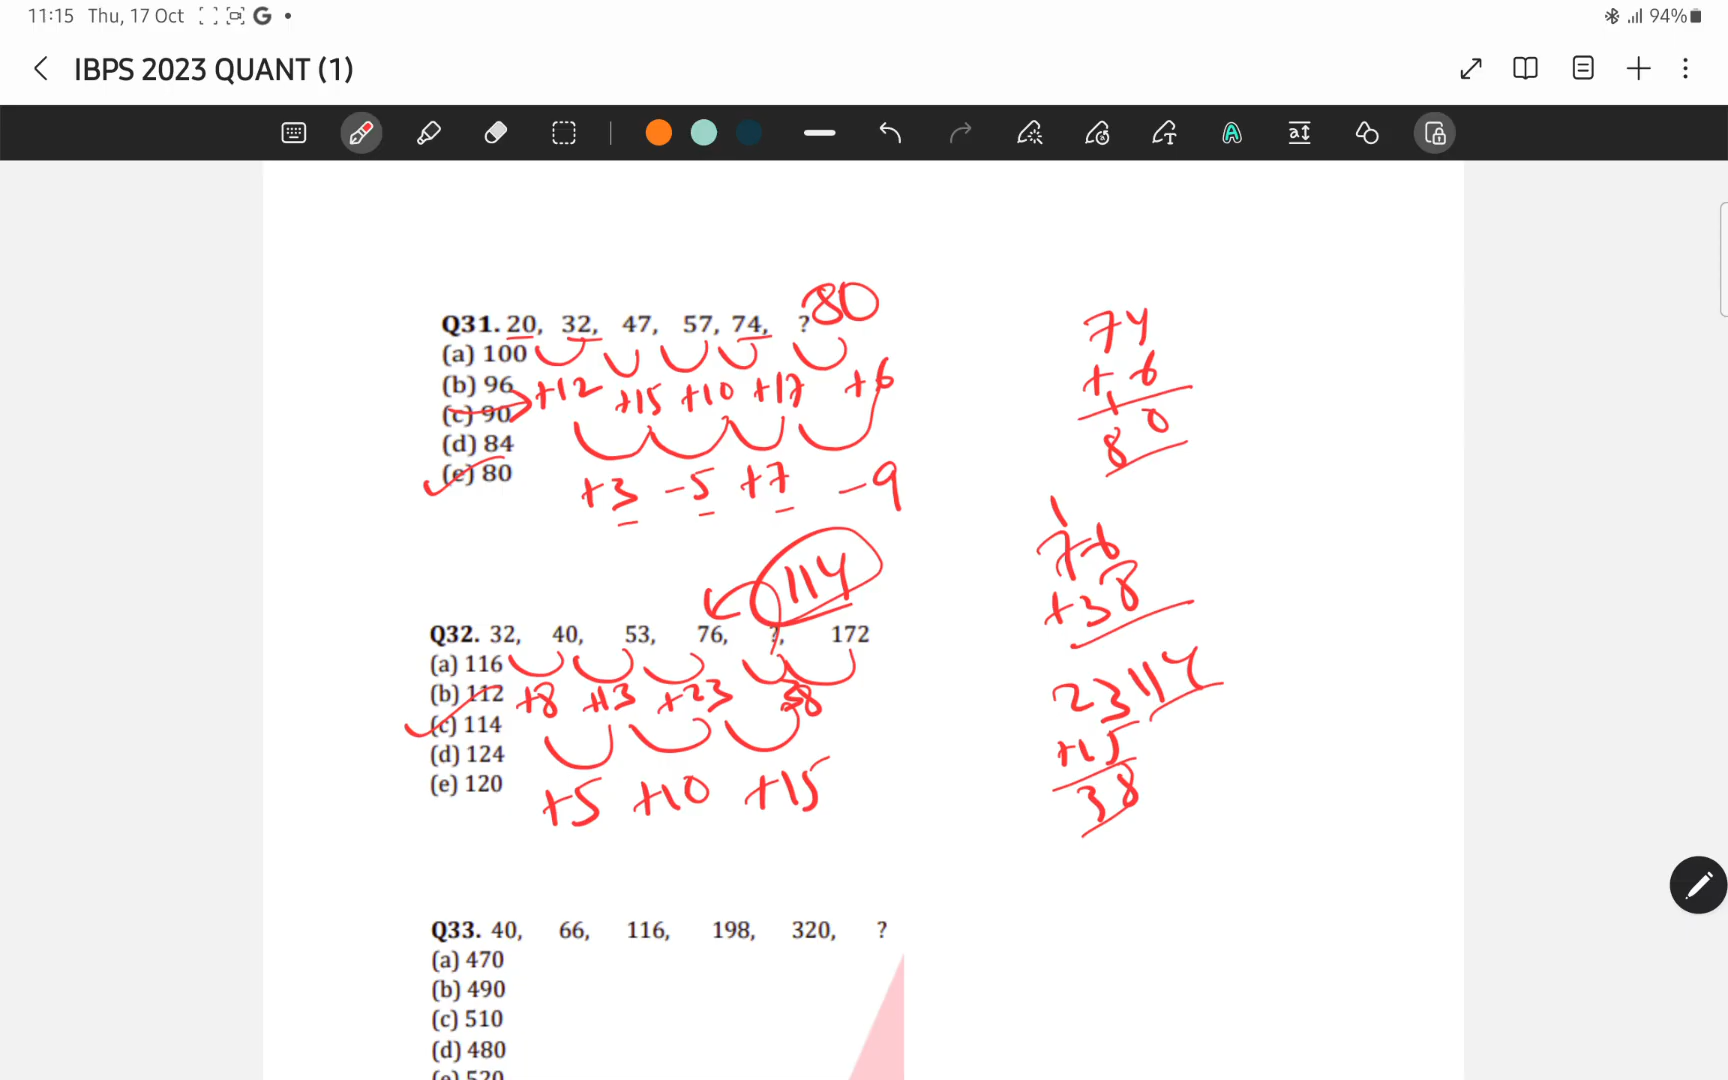 11:15 Thu, 17 Oct G 94%
IBPS 2023 QUANT (1)
80
Q31. 20, 32, 47, 57, 74, ?
(a) 100
(b) 96
(c) 90
(d) 84
(e) 80
+12 +15 +10 +17 +6
+3 -5 +7 -9
74
+6
1
80
114
Q32. 32, 40, 53, 76, ?, 172
(a) 116
(b) 112
(c) 114
(d) 124
(e) 120
+8 +13 +23 38
+5 +10 +15
1
76
+38
114
23
+15
38
Q33. 40, 66, 116, 198, 320, ?
(a) 470
(b) 490
(c) 510
(d) 480
(e) 520